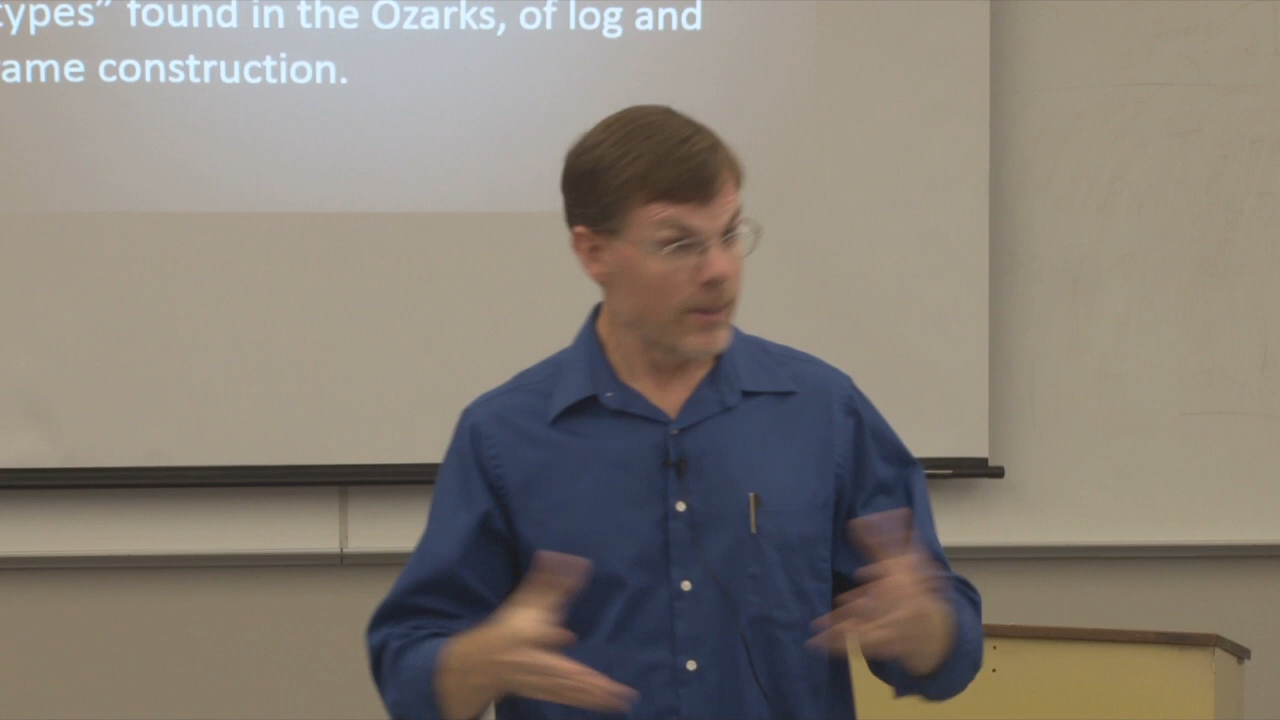 types” found in the Ozarks, of log and
ame construction.